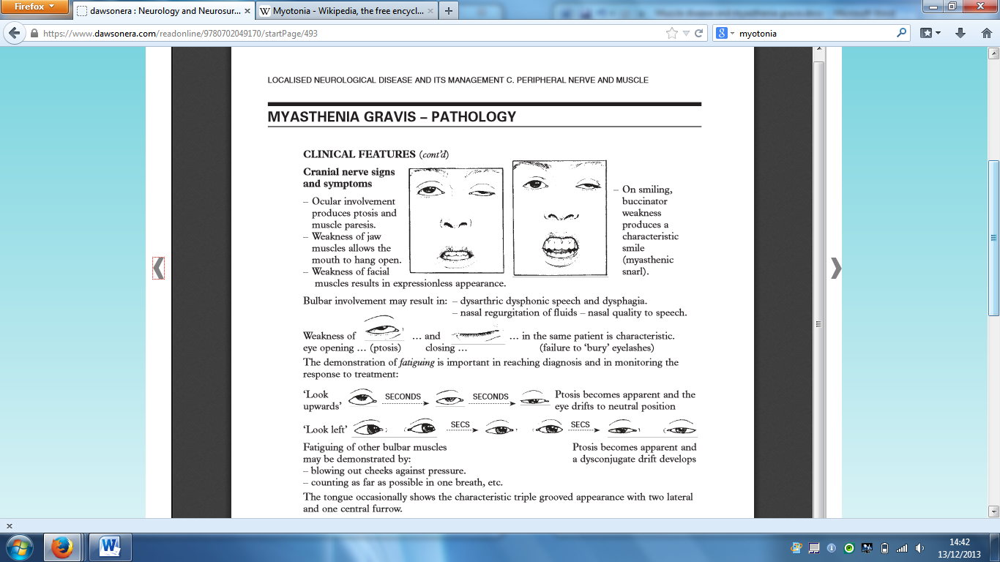 Firefox
dawsonera : Neurology and Neurosur...
Myotonia - Wikipedia, the free encycl...
https://www.dawsonera.com/readonline/9780702049170/startPage/493
myotonia
LOCALISED NEUROLOGICAL DISEASE AND ITS MANAGEMENT C. PERIPHERAL NERVE AND MUSCLE
MYASTHENIA GRAVIS – PATHOLOGY
CLINICAL FEATURES (cont'd)
Cranial nerve signs
and symptoms
– Ocular involvement
produces ptosis and
muscle paresis.
– Weakness of jaw
muscles allows the
mouth to hang open.
– Weakness of facial
muscles results in expressionless appearance.
– On smiling,
buccinator
weakness
produces a
characteristic
smile
(myasthenic
snarl).
Bulbar involvement may result in: – dysarthric dysphonic speech and dysphagia.
– nasal regurgitation of fluids – nasal quality to speech.
Weakness of ... and ... in the same patient is characteristic.
eye opening ... (ptosis) closing ... (failure to 'bury' eyelashes)
The demonstration of fatiguing is important in reaching diagnosis and in monitoring the
response to treatment:
'Look SECONDS SECONDS Ptosis becomes apparent and the
upwards' eye drifts to neutral position
'Look left' SECS SECS
Fatiguing of other bulbar muscles Ptosis becomes apparent and
may be demonstrated by: a dysconjugate drift develops
– blowing out cheeks against pressure.
– counting as far as possible in one breath, etc.
The tongue occasionally shows the characteristic triple grooved appearance with two lateral
and one central furrow.
14:42
13/12/2013